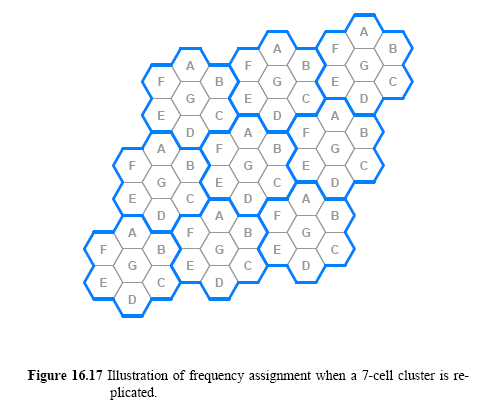 A
A F B
A F B G
F B G E C
G E C D
E C D A
D A F B
A F B G
F B G E C
G E C D
E C D A
D A F B
A F B G
F B G E C
G E C D
E C D
D
Figure 16.17 Illustration of frequency assignment when a 7-cell cluster is re-
plicated.